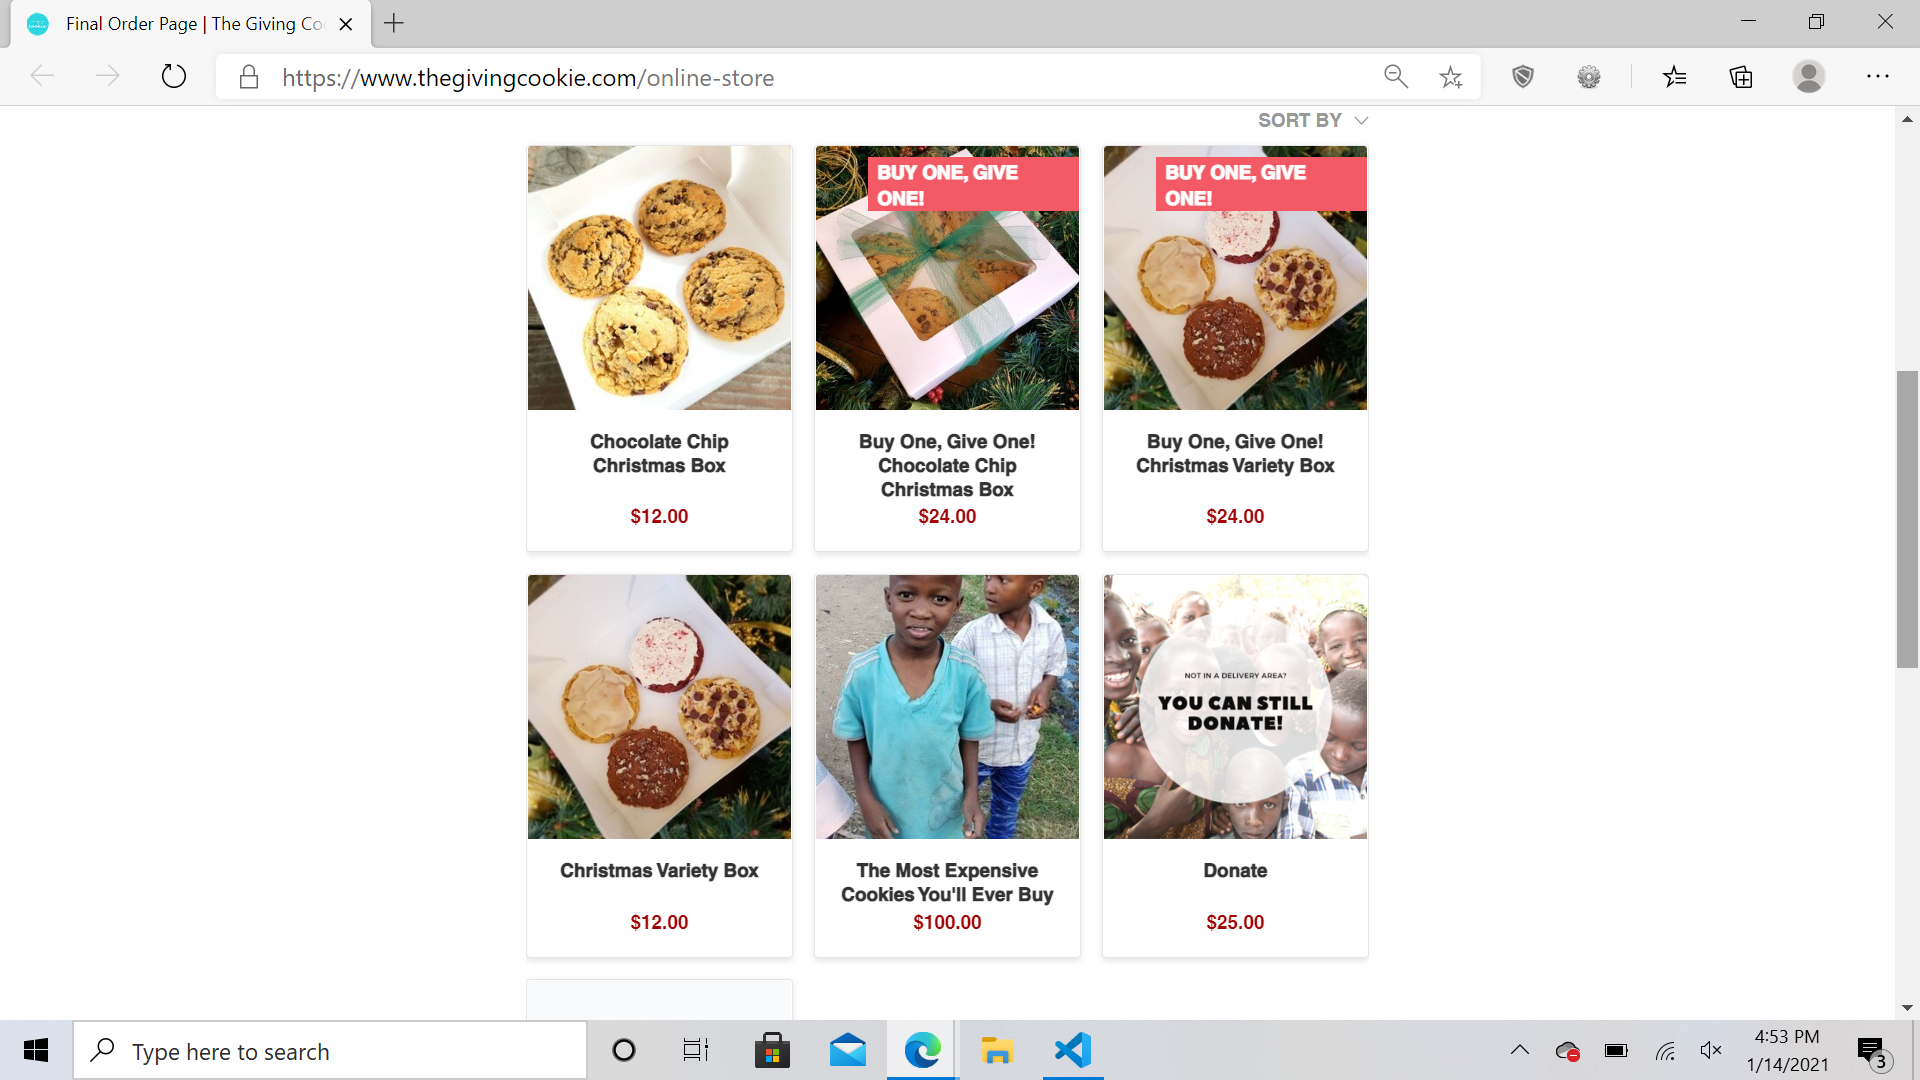 Final Order Page | The Giving Co
https://www.thegivingcookie.com/online-store
SORT BY
BUY ONE, GIVE
ONE!
BUY ONE, GIVE
ONE!
Chocolate Chip
Christmas Box
$12.00
Buy One, Give One!
Chocolate Chip
Christmas Box
$24.00
Buy One, Give One!
Christmas Variety Box
$24.00
NOT IN A DELIVERY AREA?
YOU CAN STILL
DONATE!
Christmas Variety Box
$12.00
The Most Expensive
Cookies You'll Ever Buy
$100.00
Donate
$25.00
Type here to search
4:53 PM
1/14/2021
3